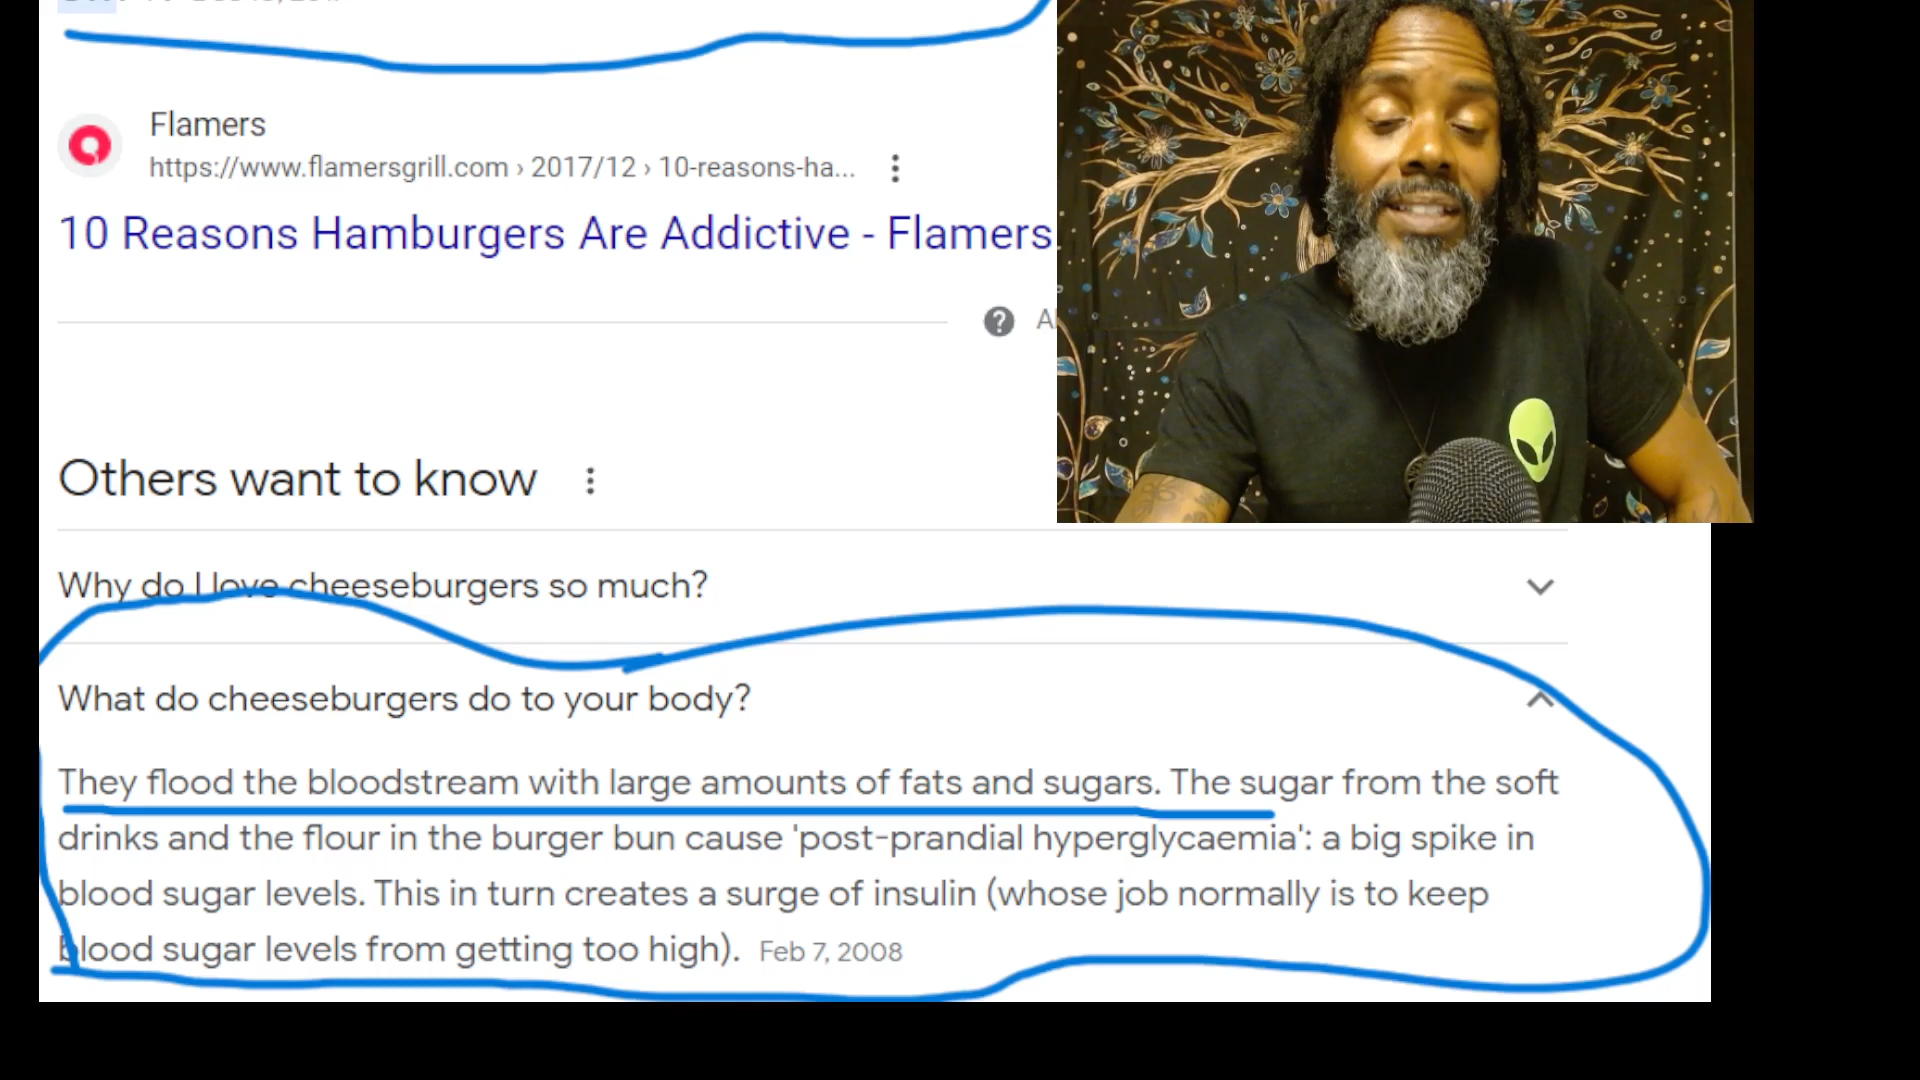 Flamers
https://www.flamersgrill.com › 2017/12 › 10-reasons-ha...
10 Reasons Hamburgers Are Addictive - Flamers
Others want to know
Why do I love cheeseburgers so much?
What do cheeseburgers do to your body?
They flood the bloodstream with large amounts of fats and sugars. The sugar from the soft
drinks and the flour in the burger bun cause 'post-prandial hyperglycaemia': a big spike in
blood sugar levels. This in turn creates a surge of insulin (whose job normally is to keep
blood sugar levels from getting too high). Feb 7, 2008